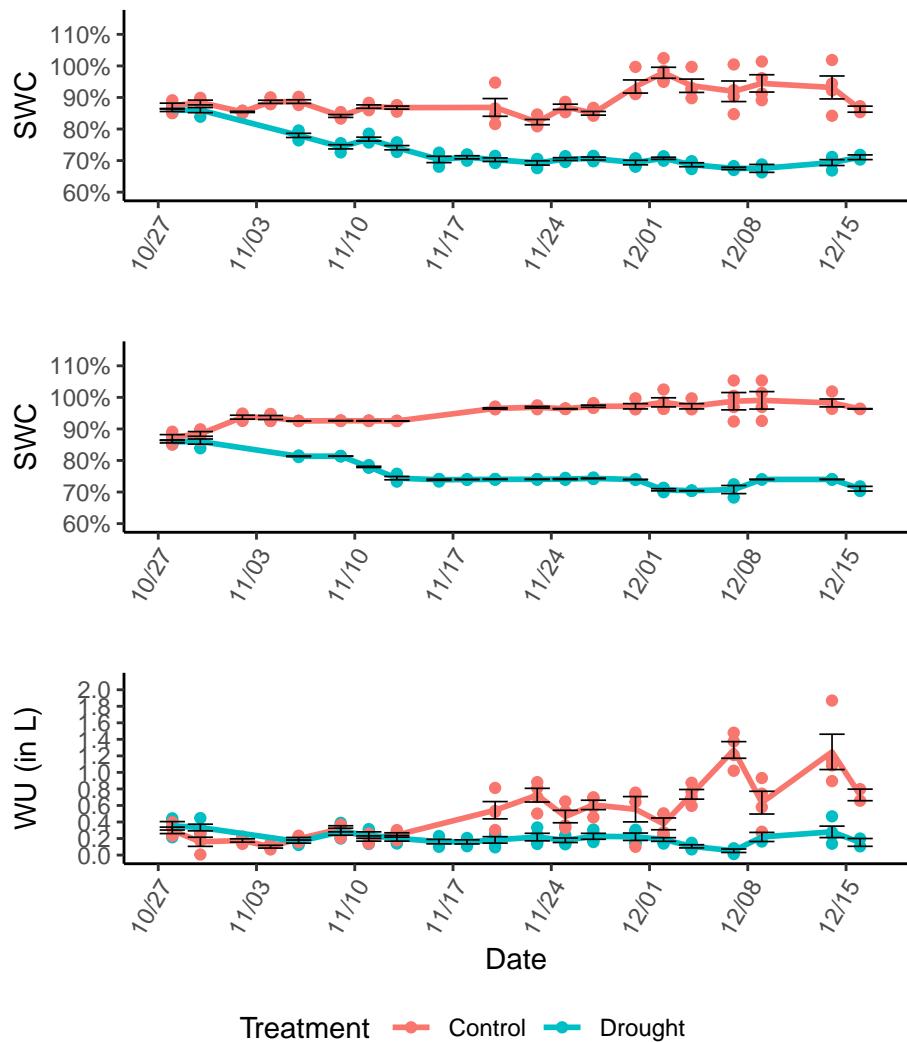 110%
100%
90%
80%
70%
60%
SWC
10/27 11/03 11/10 11/17 11/24 12/01 12/08 12/15
110%
100%
90%
80%
70%
60%
SWC
10/27 11/03 11/10 11/17 11/24 12/01 12/08 12/15
2.0
1.8
1.6
1.4
1.2
1.0
0.8
0.6
0.4
0.2
0.0
WU (in L)
10/27 11/03 11/10 11/17 11/24 12/01 12/08 12/15
Date
Treatment Control Drought